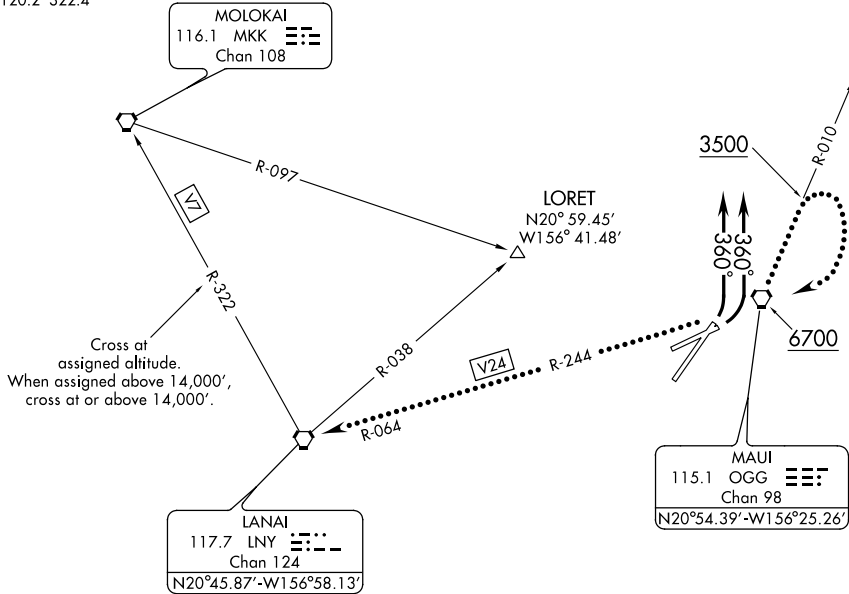 120.2 322.4
MOLOKAI
116.1 MKK
Chan 108
R-097
V7
R-322
LORET
N20° 59.45'
W156° 41.48'
3500
R-010
360°
360°
6700
Cross at
assigned altitude.
When assigned above 14,000',
cross at or above 14,000'.
R-038
V24
R-244
R-064
LANAI
117.7 LNY
Chan 124
N20°45.87'-W156°58.13'
MAUI
115.1 OGG
Chan 98
N20°54.39'-W156°25.26'